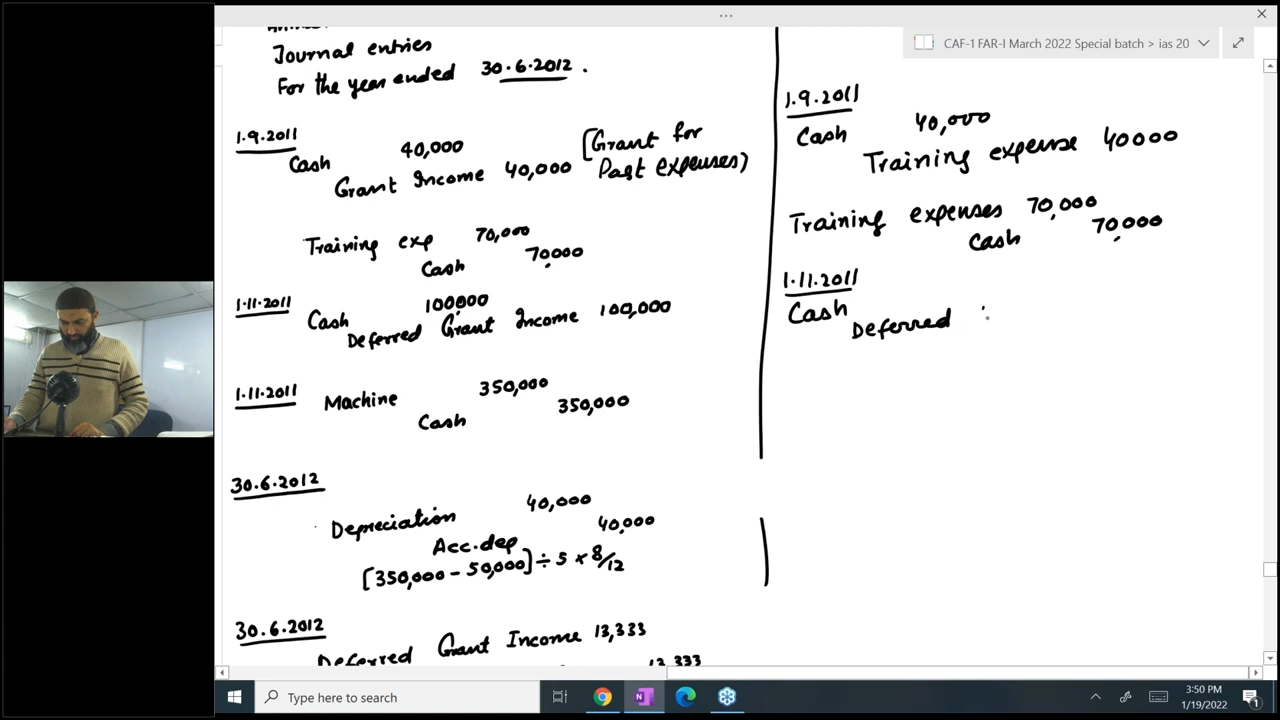 CAF-1 FAR-I March 2022 Special batch > ias 20
Journal entries
For the year ended 30.6.2012.
1.9.2011
Cash 40,000
Grant Income 40,000
[Grant for
Past expenses)
Training exp 70,000
Cash 70,000
1.11.2011 Cash 100,000
Deferred Grant Income 100,000
1.11.2011 Machine 350,000
Cash 350,000
30.6.2012
Depreciation 40,000
Acc.dep 40,000
[350,000 - 50,000] ÷ 5 × 8/12
30.6.2012
Deferred Grant Income 13,333
13,333
1.9.2011
Cash 40,000
Training expense 40000
Training expenses 70,000
Cash 70,000
1.11.2011
Cash
Deferred
Type here to search
3:50 PM
1/19/2022
1